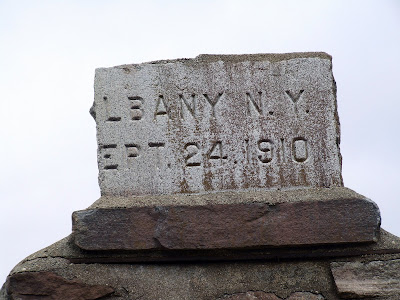 LBANY N.Y.
EPT. 24. 1910